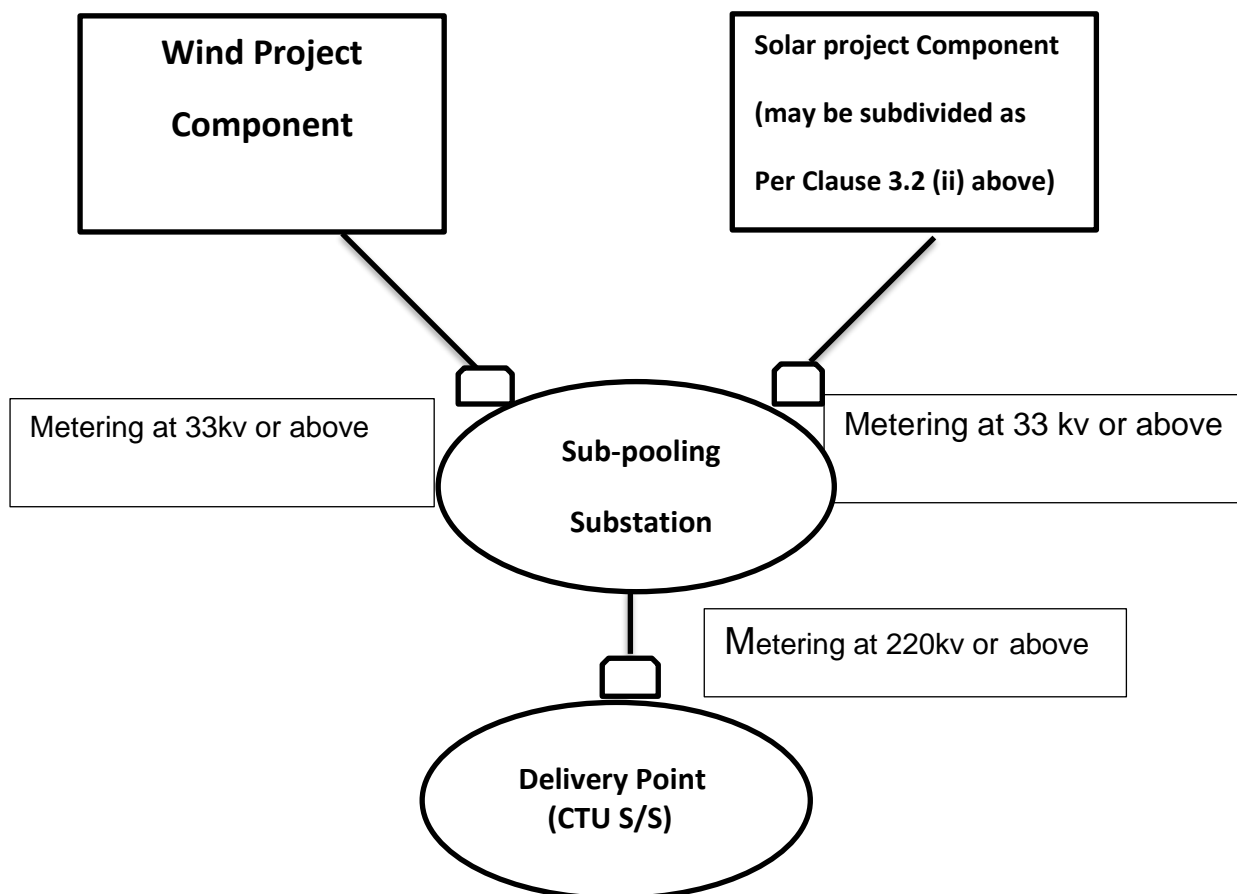 Wind Project
Component
Solar project Component
(may be subdivided as
Per Clause 3.2 (ii) above)
Metering at 33kv or above
Metering at 33 kv or above
Sub-pooling
Substation
Metering at 220kv or above
Delivery Point
(CTU S/S)